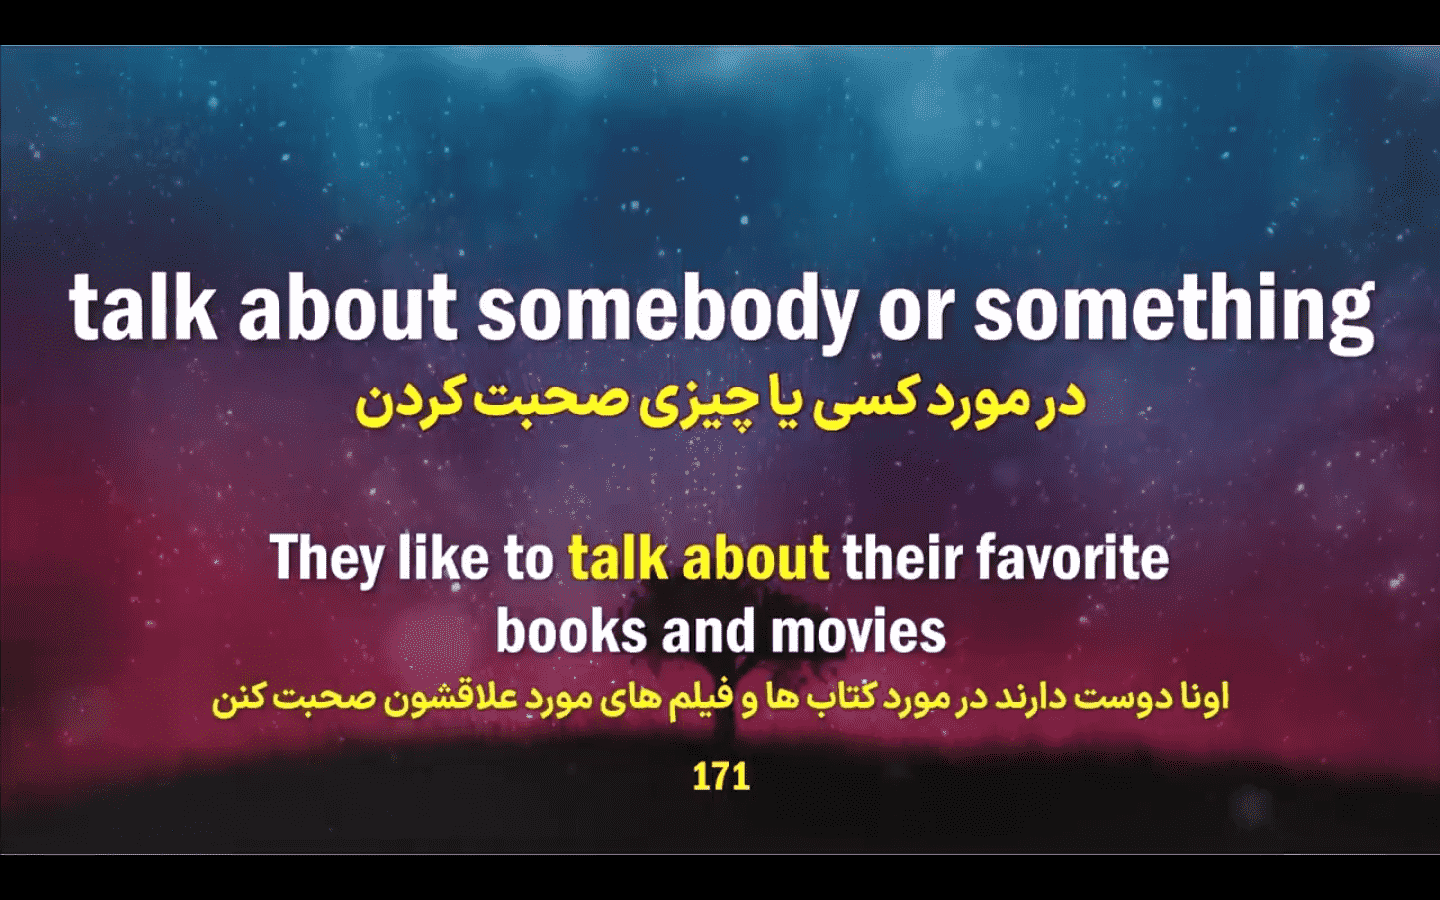 talk about somebody or something
در مورد کسی یا چیزی صحبت کردن
They like to talk about their favorite
books and movies
اونا دوست دارند در مورد کتاب ها و فیلم های مورد علاقشون صحبت کنن
171